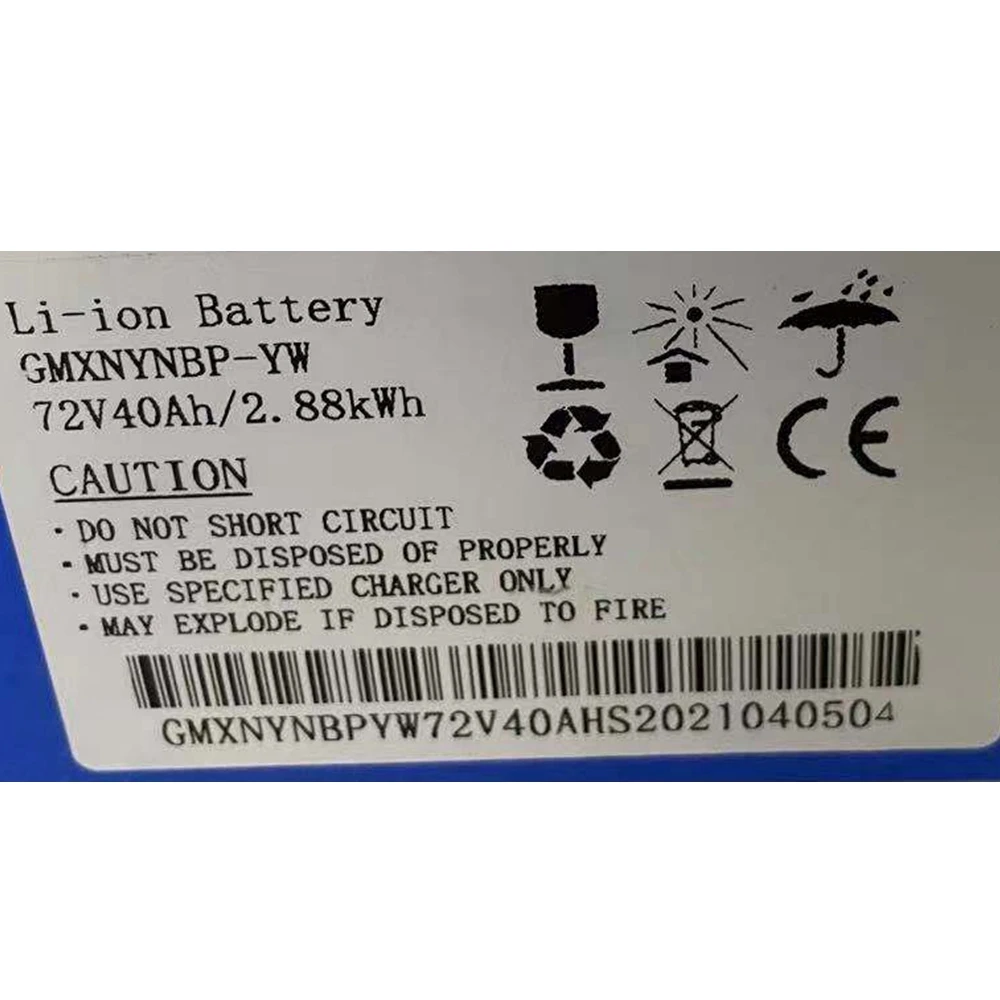 Li-ion Battery
GMXNYNBP-YW
72V40Ah/2.88kWh
CE
CAUTION
· DO NOT SHORT CIRCUIT
· MUST BE DISPOSED OF PROPERLY
· USE SPECIFIED CHARGER ONLY
· MAY EXPLODE IF DISPOSED TO FIRE
GMXNYNBPYW72V40AHS2021040504